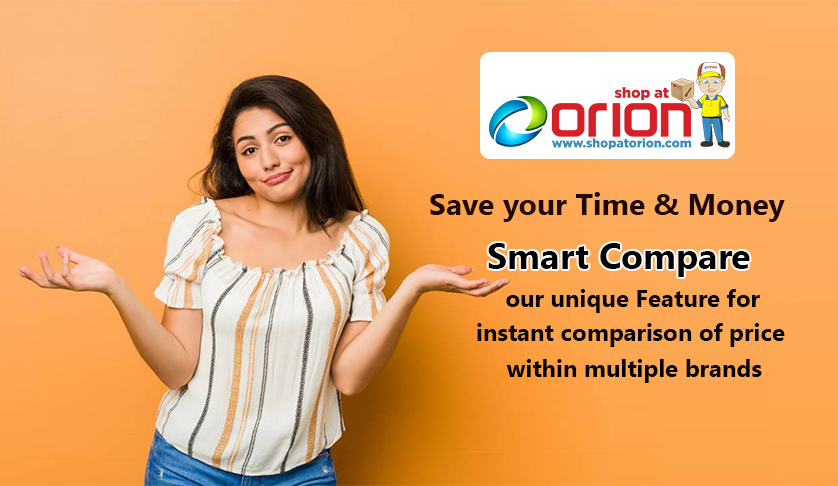 shop at
orion
www.shopatorion.com
Save your Time & Money
Smart Compare
our unique Feature for
instant comparison of price
within multiple brands